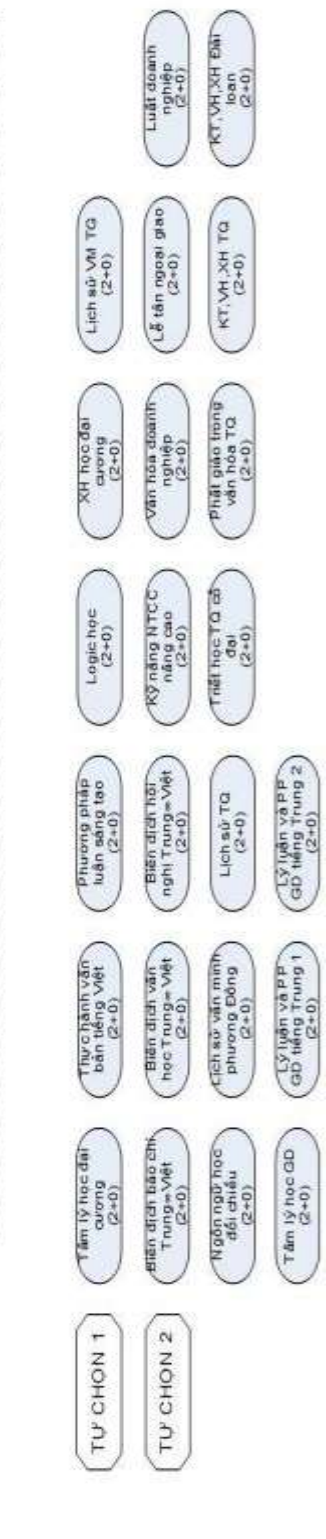 TỰ CHỌN 1
Tâm lý học đại
cương
(2+0)
Thực hành văn
bản tiếng Việt
(2+0)
Phương pháp
luận sáng tạo
(2+0)
Logic học
(2+0)
XH học đại
cương
(2+0)
Lịch sử VM TG
(2+0)
TỰ CHỌN 2
Biên dịch báo chí
Trung=Việt
(2+0)
Biên dịch văn
học Trung=Việt
(2+0)
Biên dịch hội
nghị Trung=Việt
(2+0)
Kỹ năng NTCC
nâng cao
(2+0)
Văn hóa doanh
nghiệp
(2+0)
Lễ tân ngoại giao
(2+0)
Luật doanh
nghiệp
(2+0)
Ngôn ngữ học
đối chiếu
(2+0)
Lịch sử văn minh
phương Đông
(2+0)
Lịch sử TQ
(2+0)
Triết học TQ cổ
đại
(2+0)
Phật giáo trong
văn hóa TQ
(2+0)
KT,VH,XH TQ
(2+0)
KT,VH,XH Đài
loan
(2+0)
Tâm lý học GD
(2+0)
Lý luận và PP
GD tiếng Trung 1
(2+0)
Lý luận và PP
GD tiếng Trung 2
(2+0)